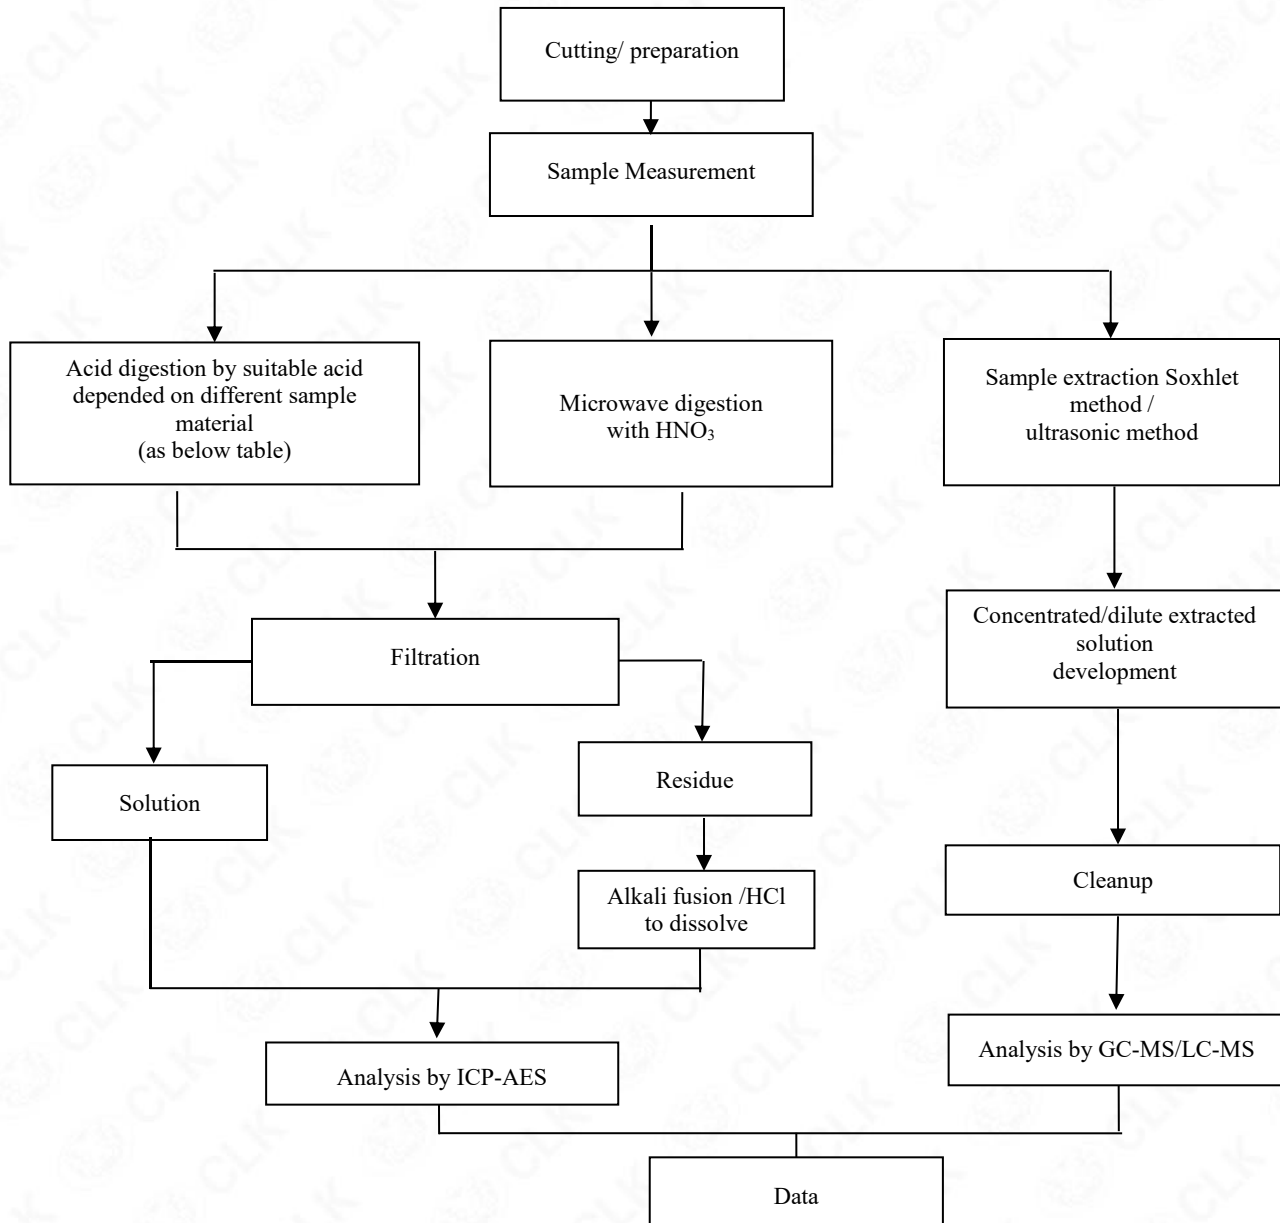 Cutting/ preparation
Sample Measurement
Acid digestion by suitable acid
depended on different sample
material
(as below table)
Microwave digestion
with HNO₃
Sample extraction Soxhlet
method /
ultrasonic method
Concentrated/dilute extracted
solution
development
Filtration
Solution
Residue
Alkali fusion /HCl
to dissolve
Cleanup
Analysis by ICP-AES
Analysis by GC-MS/LC-MS
Data
CLK